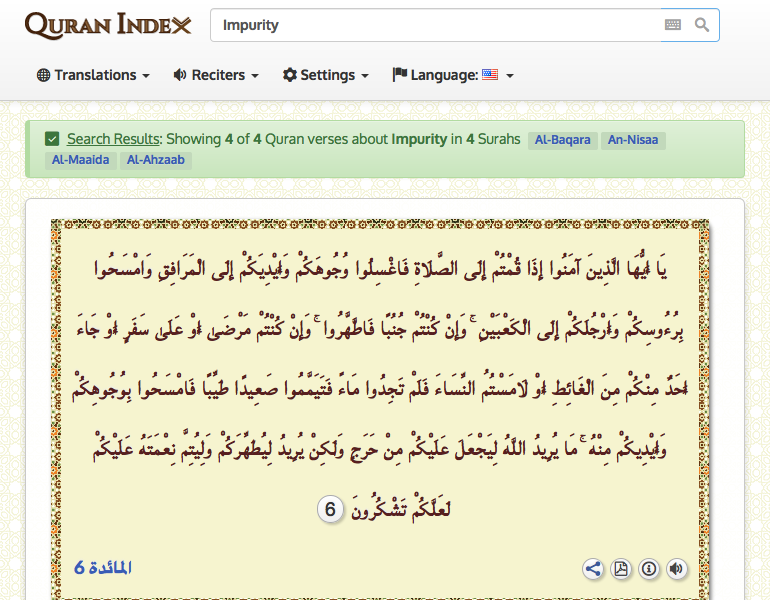 QURAN INDEX
Impurity
Translations
Reciters
Settings
Language:
Search Results: Showing 4 of 4 Quran verses about Impurity in 4 Surahs Al-Baqara An-Nisaa
Al-Maaida Al-Ahzaab
يَا أَيُّهَا الَّذِينَ آمَنُوا إِذَا قُمْتُمْ إِلَى الصَّلَاةِ فَاغْسِلُوا وُجُوهَكُمْ وَأَيْدِيَكُمْ إِلَى الْمَرَافِقِ وَامْسَحُوا
بِرُءُوسِكُمْ وَأَرْجُلَكُمْ إِلَى الْكَعْبَيْنِ ۚ وَإِنْ كُنْتُمْ جُنُبًا فَاطَّهَّرُوا ۚ وَإِنْ كُنْتُمْ مَرْضَىٰ أَوْ عَلَىٰ سَفَرٍ أَوْ جَاءَ
أَحَدٌ مِنْكُمْ مِنَ الْغَائِطِ أَوْ لَامَسْتُمُ النِّسَاءَ فَلَمْ تَجِدُوا مَاءً فَتَيَمَّمُوا صَعِيدًا طَيِّبًا فَامْسَحُوا بِوُجُوهِكُمْ
وَأَيْدِيكُمْ مِنْهُ ۚ مَا يُرِيدُ اللَّهُ لِيَجْعَلَ عَلَيْكُمْ مِنْ حَرَجٍ وَلَٰكِنْ يُرِيدُ لِيُطَهِّرَكُمْ وَلِيُتِمَّ نِعْمَتَهُ عَلَيْكُمْ
لَعَلَّكُمْ تَشْكُرُونَ 6
المائدة 6